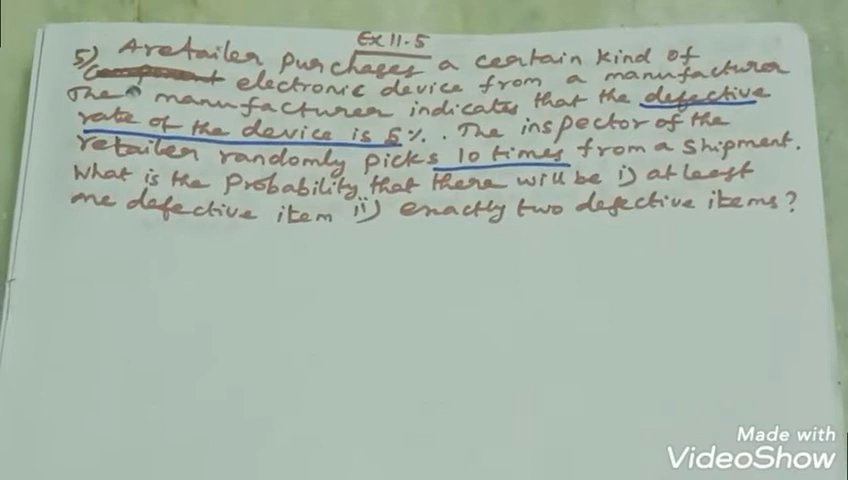 Ex 11.5
5) A retailer purchases a certain kind of
electronic device from a manufacturer
The manufacturer indicates that the defective
rate of the device is 5%. The inspector of the
retailer randomly picks 10 times from a shipment.
What is the probability that there will be i) at least
one defective item ii) exactly two defective items?
Made with
VideoShow